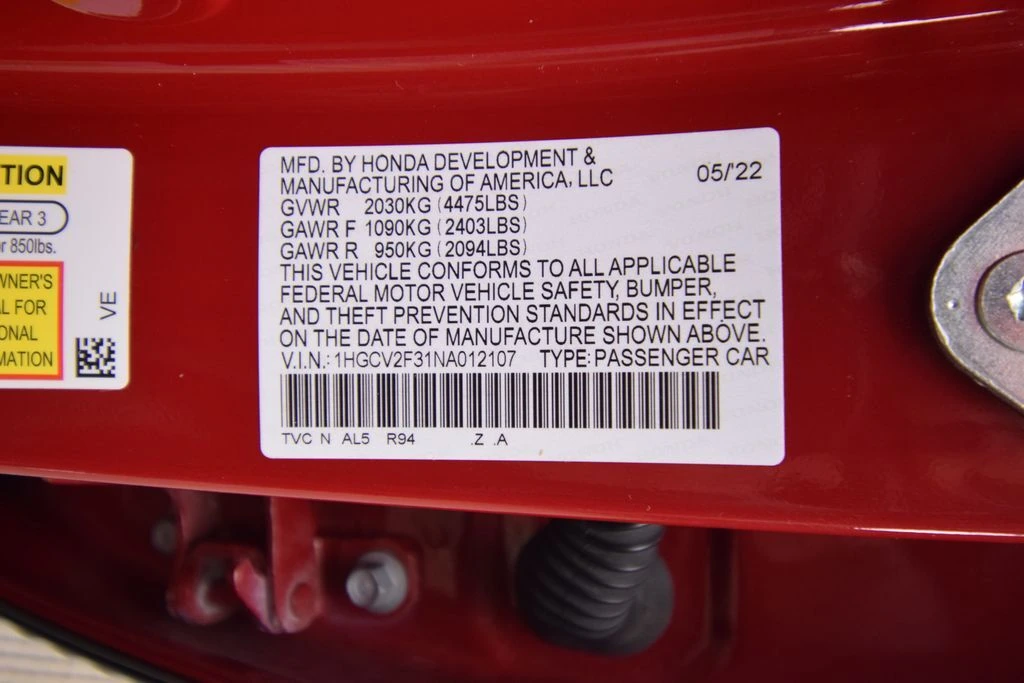 TION
EAR 3
r 850lbs.
WNER'S
AL FOR
ONAL
MATION
VE
MFD. BY HONDA DEVELOPMENT &
MANUFACTURING OF AMERICA, LLC 05/'22
GVWR 2030KG (4475LBS)
GAWR F 1090KG (2403LBS)
GAWR R 950KG (2094LBS)
THIS VEHICLE CONFORMS TO ALL APPLICABLE
FEDERAL MOTOR VEHICLE SAFETY, BUMPER,
AND THEFT PREVENTION STANDARDS IN EFFECT
ON THE DATE OF MANUFACTURE SHOWN ABOVE.
V.I.N.: 1HGCV2F31NA012107 TYPE: PASSENGER CAR
TVC N AL5 R94 .Z .A